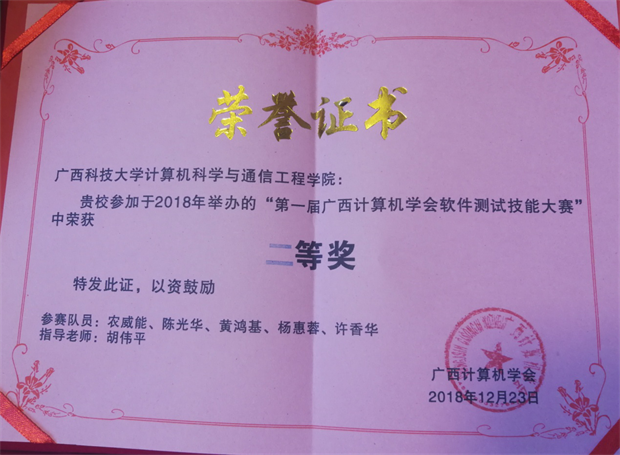 荣誉证书
广西科技大学计算机科学与通信工程学院：
贵校参加于2018年举办的“第一届广西计算机学会软件测试技能大赛”
中荣获
二等奖
特发此证，以资鼓励
参赛队员：农威能、陈光华、黄鸿基、杨惠蓉、许香华
指导老师：胡伟平
广西计算机学会
2018年12月23日